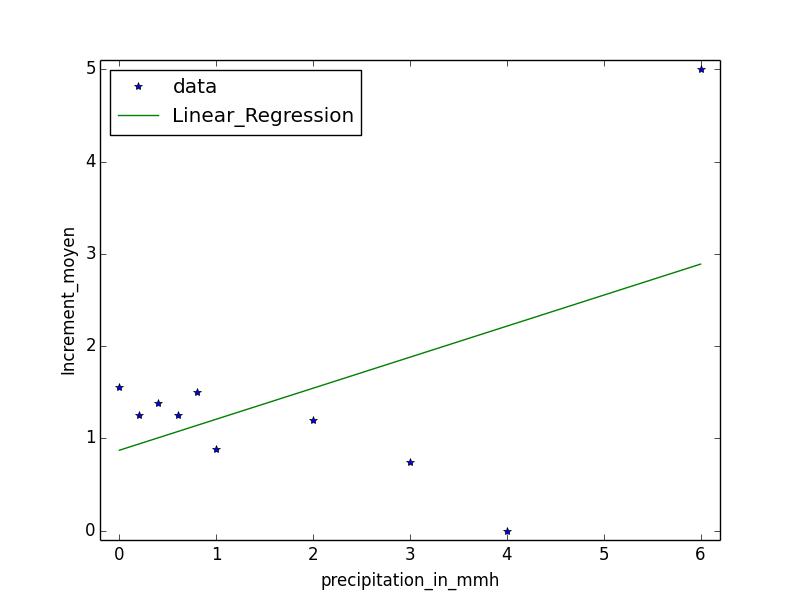 data
Linear_Regression
5
4
3
2
1
0
Increment_moyen
0 1 2 3 4 5 6
precipitation_in_mmh